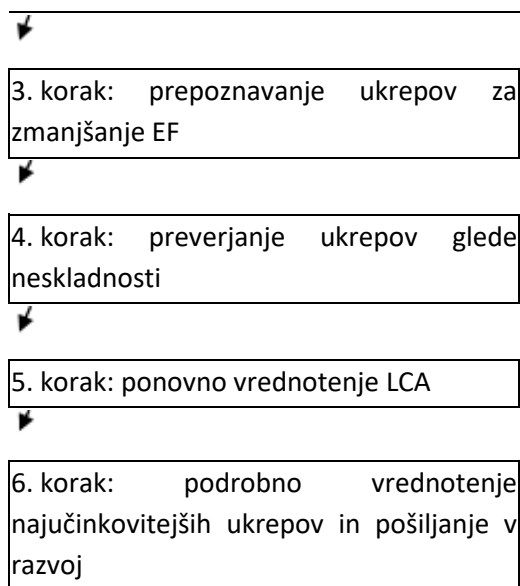 3. korak: prepoznavanje ukrepov za
zmanjšanje EF
4. korak: preverjanje ukrepov glede
neskladnosti
5. korak: ponovno vrednotenje LCA
6. korak: podrobno vrednotenje
najučinkovitejših ukrepov in pošiljanje v
razvoj